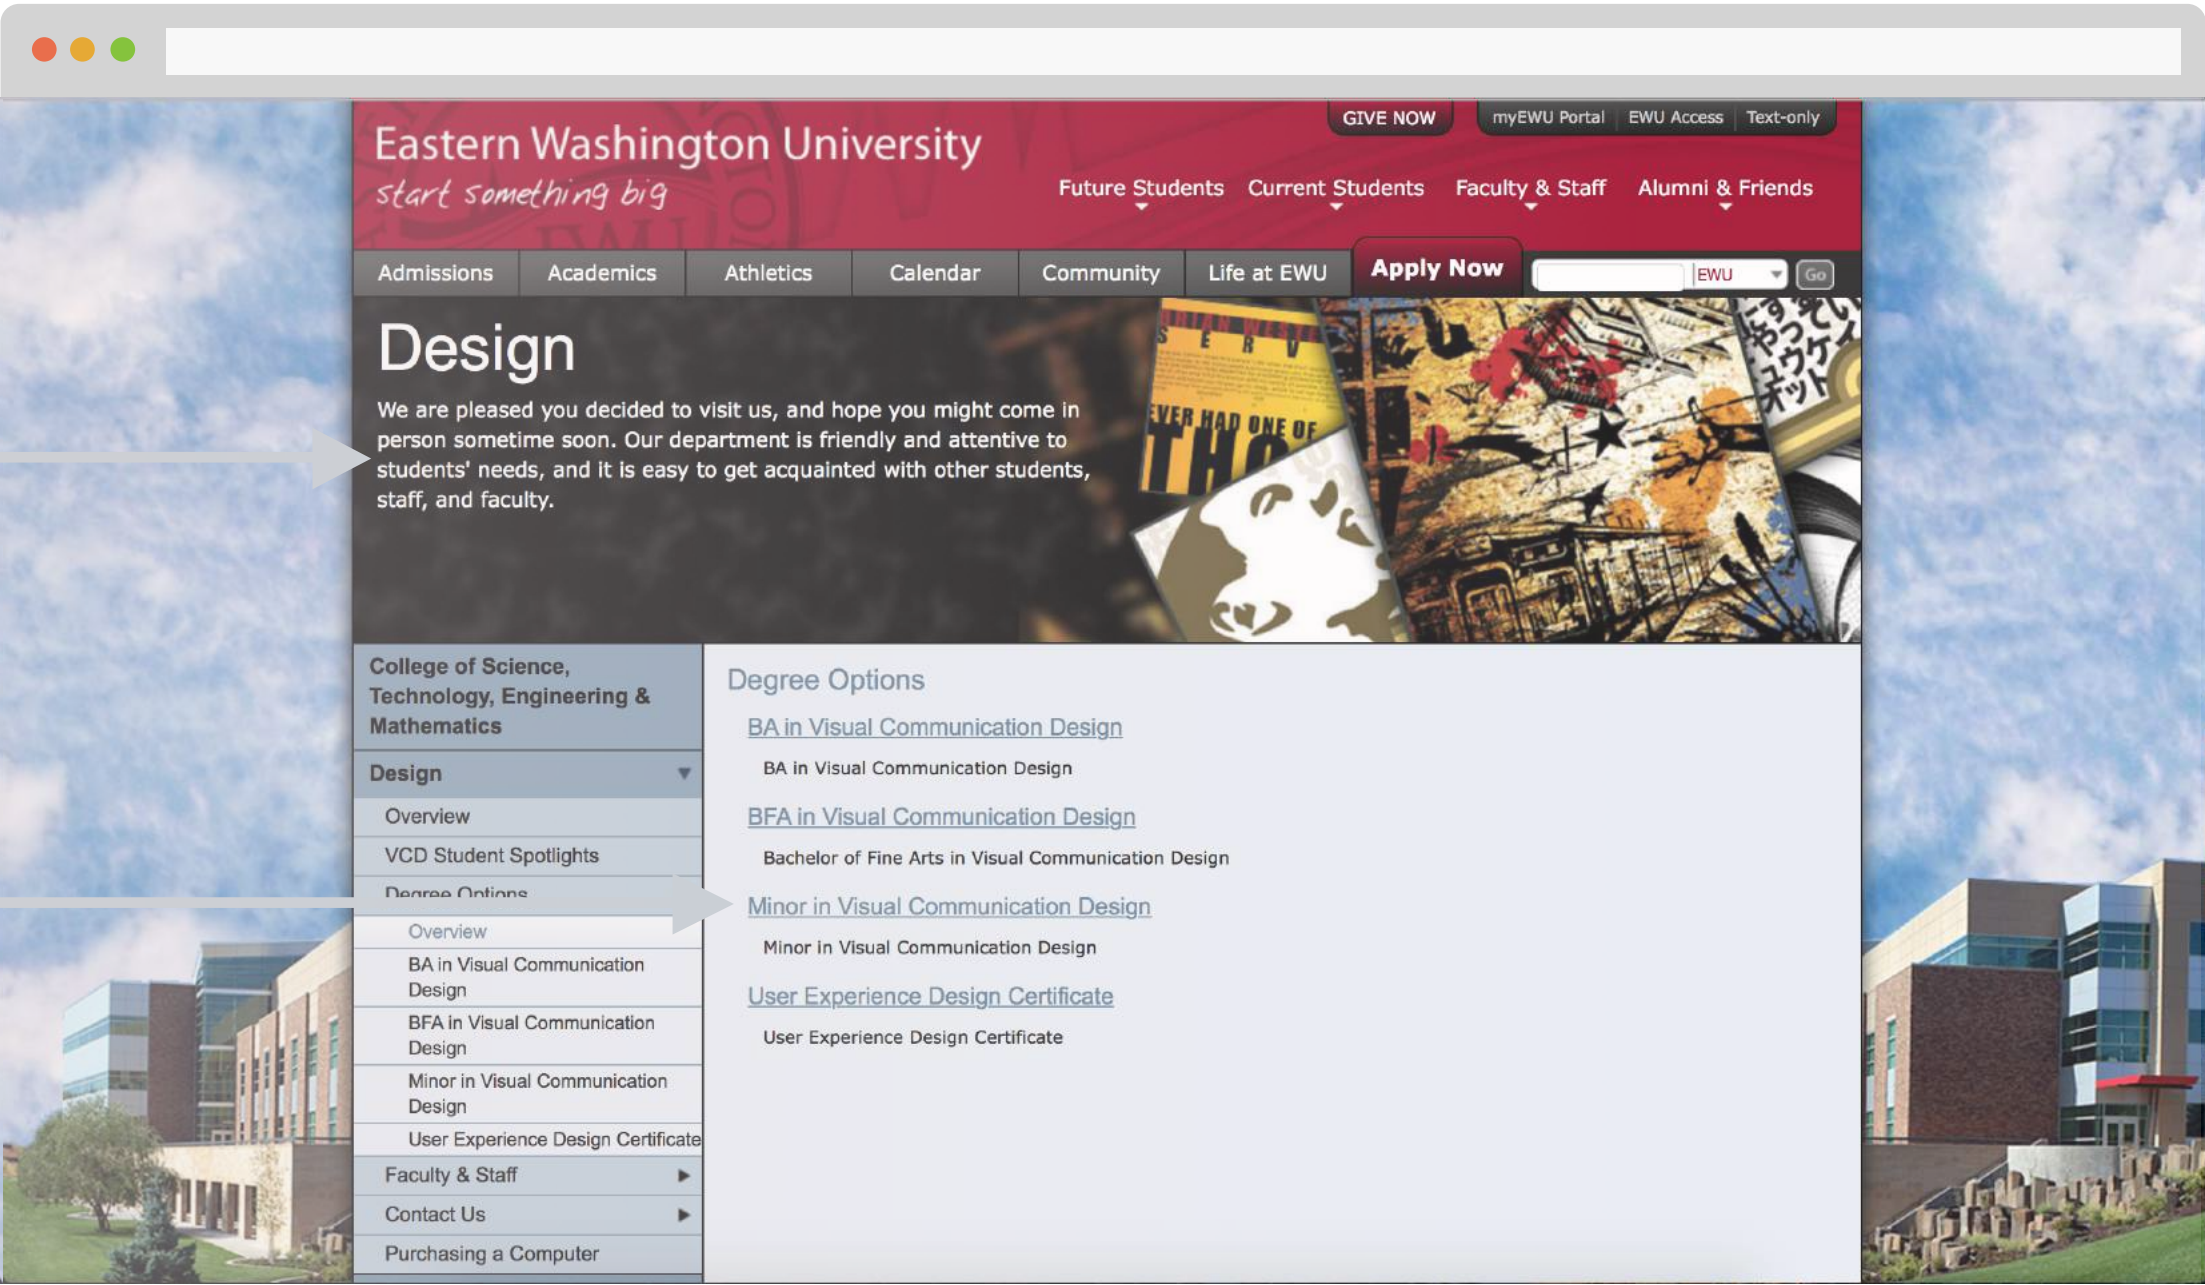 Eastern Washington University
start something big
GIVE NOW
myEWU Portal
EWU Access
Text-only
Future Students
Current Students
Faculty & Staff
Alumni & Friends
Admissions
Academics
Athletics
Calendar
Community
Life at EWU
Apply Now
EWU
Go
Design
We are pleased you decided to visit us, and hope you might come in
person sometime soon. Our department is friendly and attentive to
students' needs, and it is easy to get acquainted with other students,
staff, and faculty.
SERV
EVER HAD ONE OF
THO
College of Science,
Technology, Engineering &
Mathematics
Design
Overview
VCD Student Spotlights
Degree Options
Overview
BA in Visual Communication
Design
BFA in Visual Communication
Design
Minor in Visual Communication
Design
User Experience Design Certificate
Faculty & Staff
Contact Us
Purchasing a Computer
Degree Options
BA in Visual Communication Design
BA in Visual Communication Design
BFA in Visual Communication Design
Bachelor of Fine Arts in Visual Communication Design
Minor in Visual Communication Design
Minor in Visual Communication Design
User Experience Design Certificate
User Experience Design Certificate